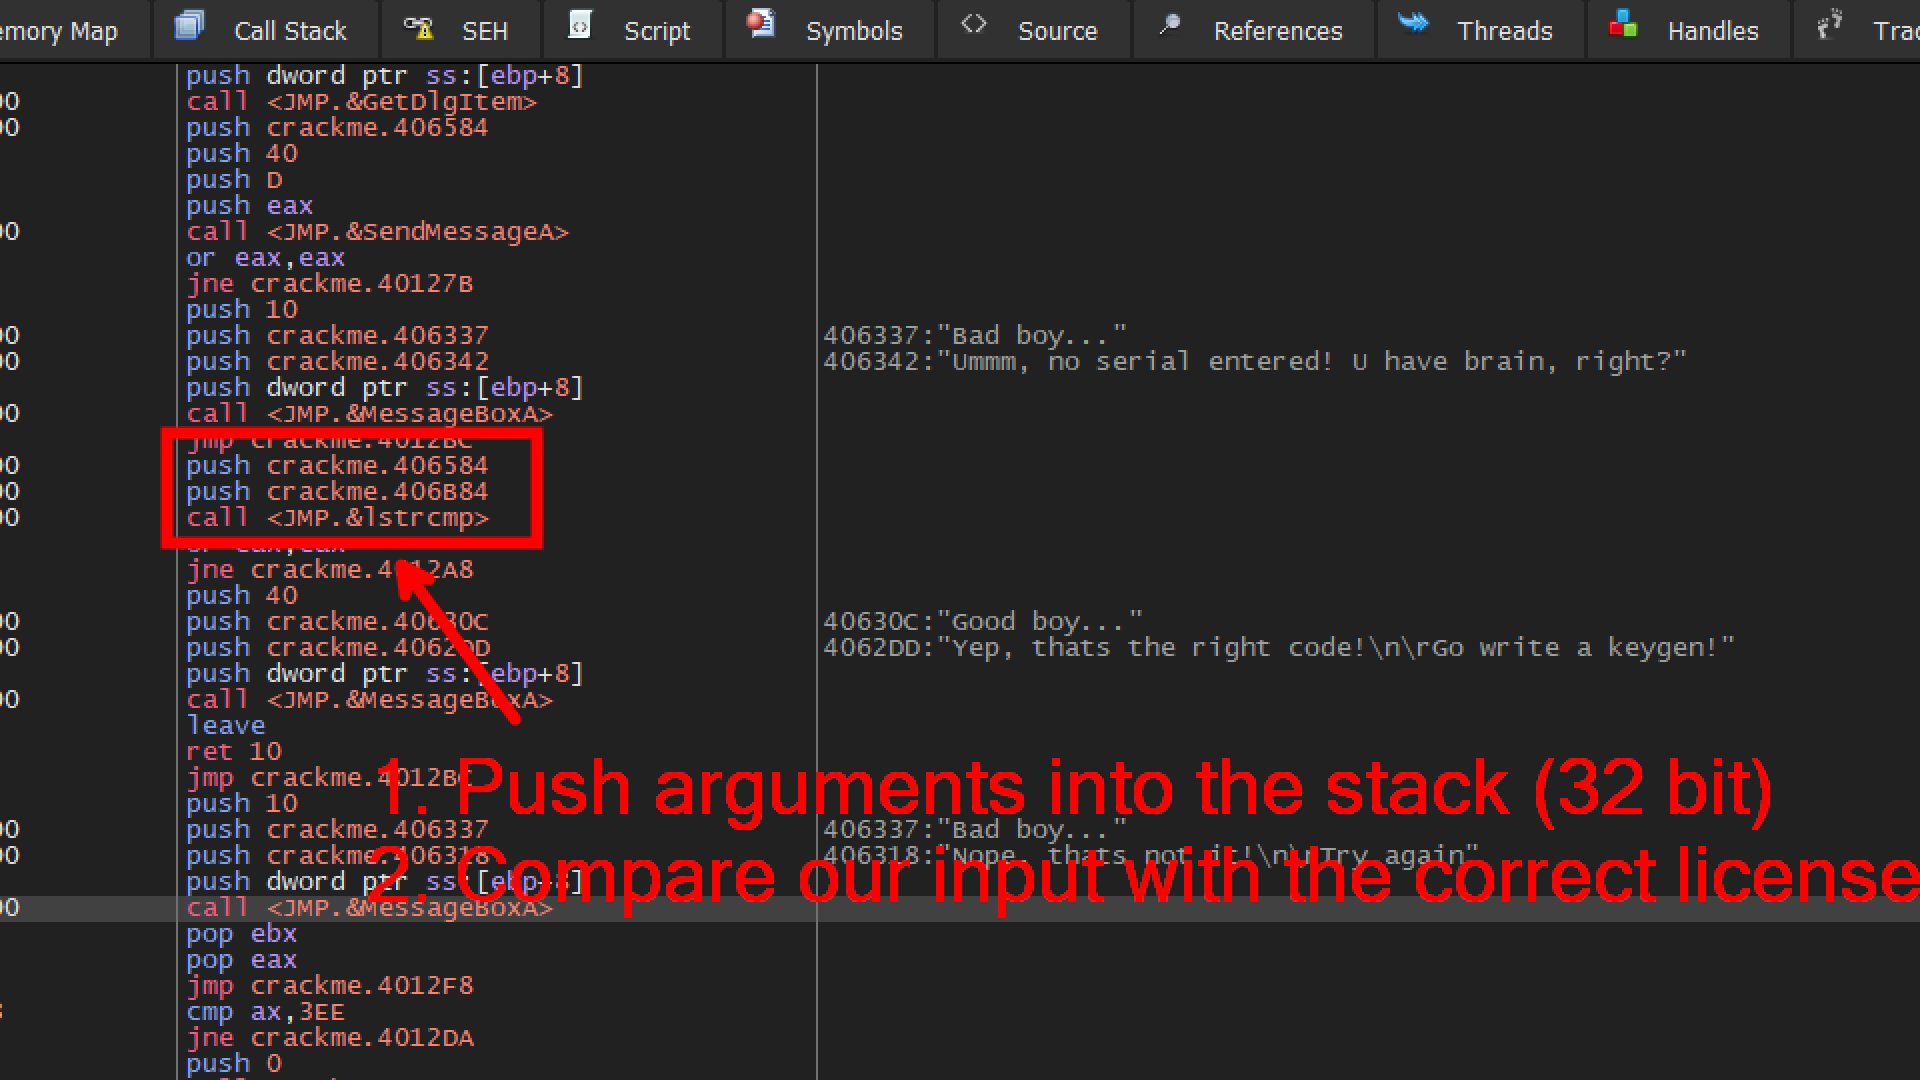 emory Map Call Stack SEH Script Symbols Source References Threads Handles Trac
push dword ptr ss:[ebp+8]
00 call <JMP.&GetDlgItem>
00 push crackme.406584
push 40
push D
push eax
00 call <JMP.&SendMessageA>
or eax,eax
jne crackme.40127B
push 10
00 push crackme.406337 406337:"Bad boy..."
00 push crackme.406342 406342:"Ummm, no serial entered! U have brain, right?"
push dword ptr ss:[ebp+8]
00 call <JMP.&MessageBoxA>
jmp crackme.4012BC
00 push crackme.406584
00 push crackme.406B84
00 call <JMP.&lstrcmp>
or eax,eax
jne crackme.4012A8
push 40
00 push crackme.40630C 40630C:"Good boy..."
00 push crackme.4062DD 4062DD:"Yep, thats the right code!\n\rGo write a keygen!"
push dword ptr ss:[ebp+8]
00 call <JMP.&MessageBoxA>
leave
ret 10
jmp crackme.4012BC
1. Push arguments into the stack (32 bit)
push 10
00 push crackme.406337 406337:"Bad boy..."
00 push crackme.406318 406318:"Nope, thats not it!\n\rTry again"
2. Compare our input with the correct license
push dword ptr ss:[ebp+8]
00 call <JMP.&MessageBoxA>
pop ebx
pop eax
jmp crackme.4012F8
cmp ax,3EE
jne crackme.4012DA
push 0